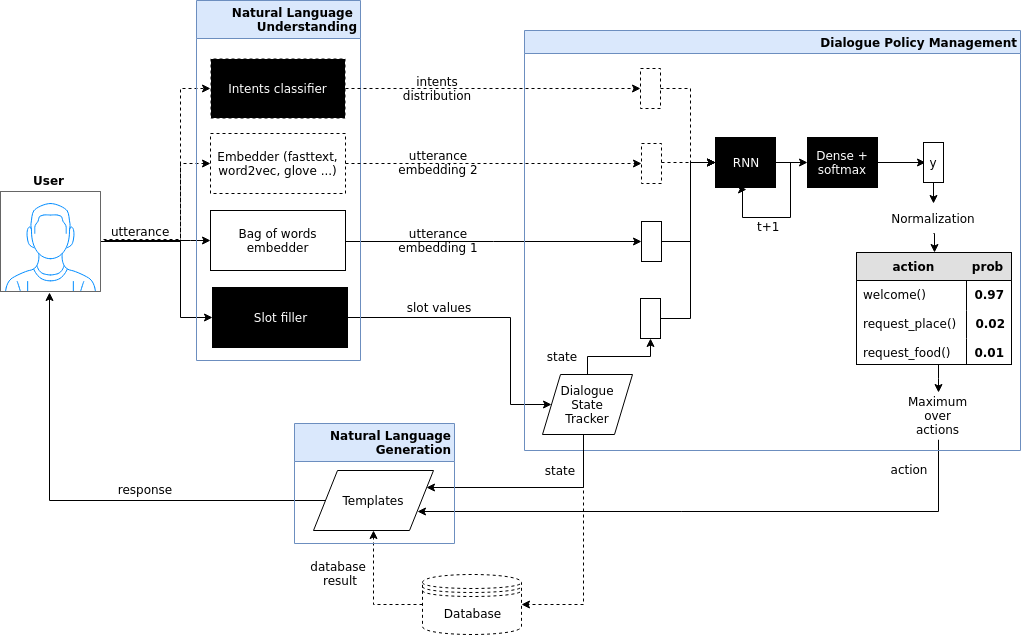 Natural Language
Understanding
Dialogue Policy Management
Intents classifier
intents
distribution
Embedder (fasttext,
word2vec, glove ...)
utterance
embedding 2
RNN
Dense +
softmax
y
User
utterance
Bag of words
embedder
utterance
embedding 1
t+1
Normalization
action prob
welcome() 0.97
request_place() 0.02
request_food() 0.01
Slot filler
slot values
state
Dialogue
State
Tracker
Maximum
over
actions
Natural Language
Generation
state
action
response
Templates
database
result
Database